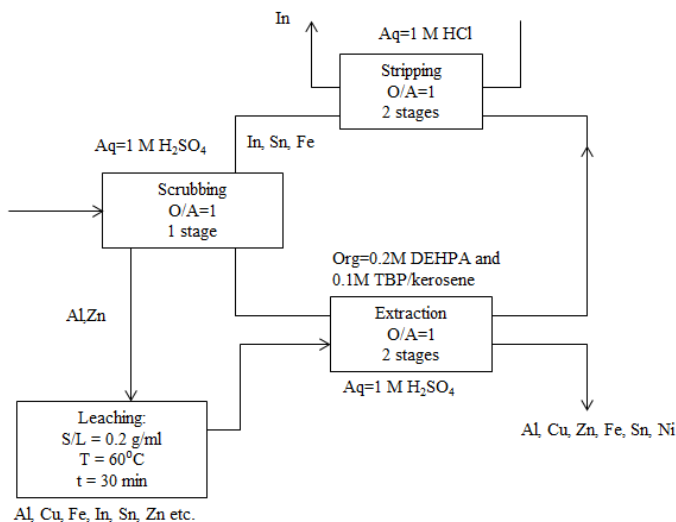 In
Aq=1 M HCl
Stripping
O/A=1
2 stages
In, Sn, Fe
Aq=1 M H₂SO₄
Scrubbing
O/A=1
1 stage
Org=0.2M DEHPA and
0.1M TBP/kerosene
Extraction
O/A=1
2 stages
Al,Zn
Aq=1 M H₂SO₄
Leaching:
S/L = 0.2 g/ml
T = 60⁰C
t = 30 min
Al, Cu, Zn, Fe, Sn, Ni
Al, Cu, Fe, In, Sn, Zn etc.